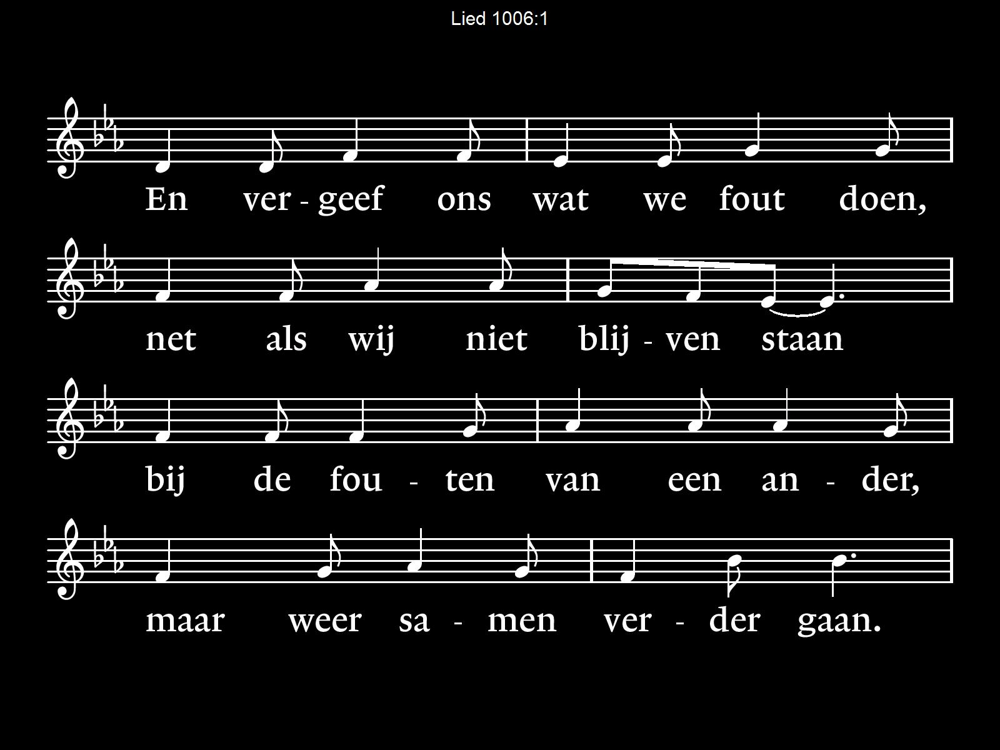 Lied 1006:1
En ver - geef ons wat we fout doen,
net als wij niet blij - ven staan
bij de fou - ten van een an - der,
maar weer sa - men ver - der gaan.